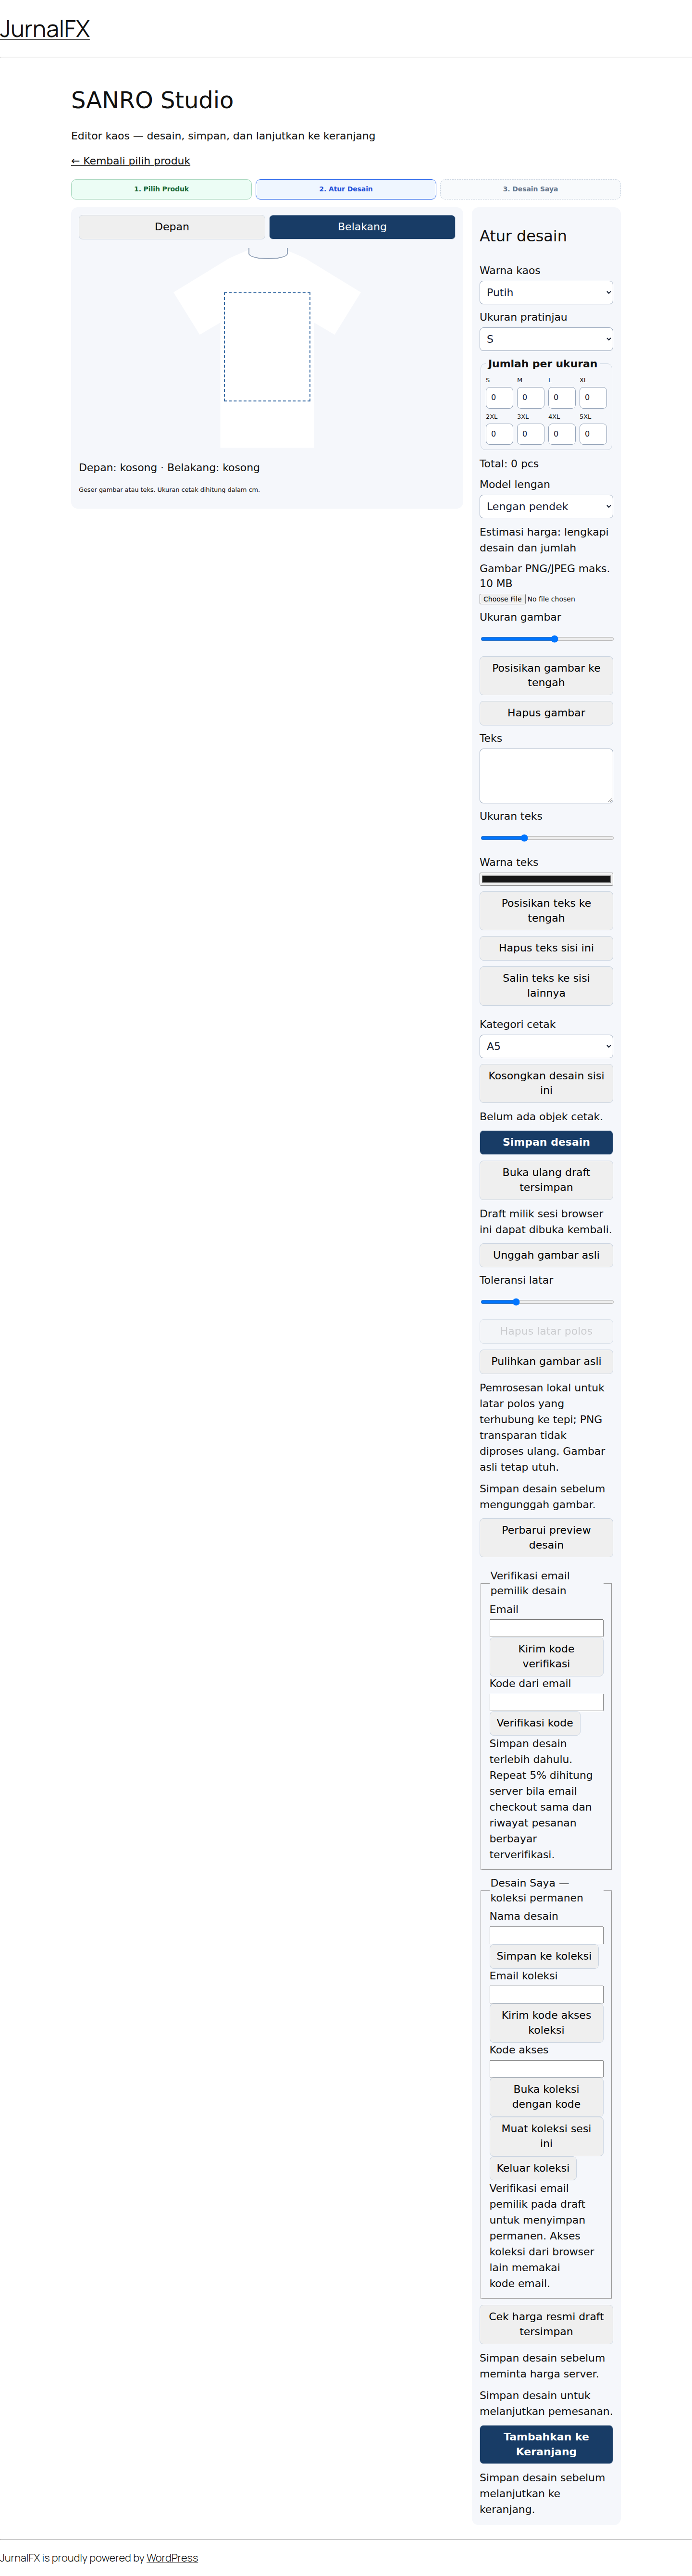 JurnalFX
SANRO Studio
Editor kaos — desain, simpan, dan lanjutkan ke keranjang
← Kembali pilih produk
1. Pilih Produk
2. Atur Desain
3. Desain Saya
Depan
Belakang
Depan: kosong · Belakang: kosong
Geser gambar atau teks. Ukuran cetak dihitung dalam cm.
Atur desain
Warna kaos
Putih
Ukuran pratinjau
S
Jumlah per ukuran
S M L XL
0 0 0 0
2XL 3XL 4XL 5XL
0 0 0 0
Total: 0 pcs
Model lengan
Lengan pendek
Estimasi harga: lengkapi
desain dan jumlah
Gambar PNG/JPEG maks.
10 MB
Choose File No file chosen
Ukuran gambar
Posisikan gambar ke
tengah
Hapus gambar
Teks
Ukuran teks
Warna teks
Posisikan teks ke
tengah
Hapus teks sisi ini
Salin teks ke sisi
lainnya
Kategori cetak
A5
Kosongkan desain sisi
ini
Belum ada objek cetak.
Simpan desain
Buka ulang draft
tersimpan
Draft milik sesi browser
ini dapat dibuka kembali.
Unggah gambar asli
Toleransi latar
Hapus latar polos
Pulihkan gambar asli
Pemrosesan lokal untuk
latar polos yang
terhubung ke tepi; PNG
transparan tidak
diproses ulang. Gambar
asli tetap utuh.
Simpan desain sebelum
mengunggah gambar.
Perbarui preview
desain
Verifikasi email
pemilik desain
Email
Kirim kode
verifikasi
Kode dari email
Verifikasi kode
Simpan desain
terlebih dahulu.
Repeat 5% dihitung
server bila email
checkout sama dan
riwayat pesanan
berbayar
terverifikasi.
Desain Saya —
koleksi permanen
Nama desain
Simpan ke koleksi
Email koleksi
Kirim kode akses
koleksi
Kode akses
Buka koleksi
dengan kode
Muat koleksi sesi
ini
Keluar koleksi
Verifikasi email
pemilik pada draft
untuk menyimpan
permanen. Akses
koleksi dari browser
lain memakai
kode email.
Cek harga resmi draft
tersimpan
Simpan desain sebelum
meminta harga server.
Simpan desain untuk
melanjutkan pemesanan.
Tambahkan ke
Keranjang
Simpan desain sebelum
melanjutkan ke
keranjang.
JurnalFX is proudly powered by WordPress